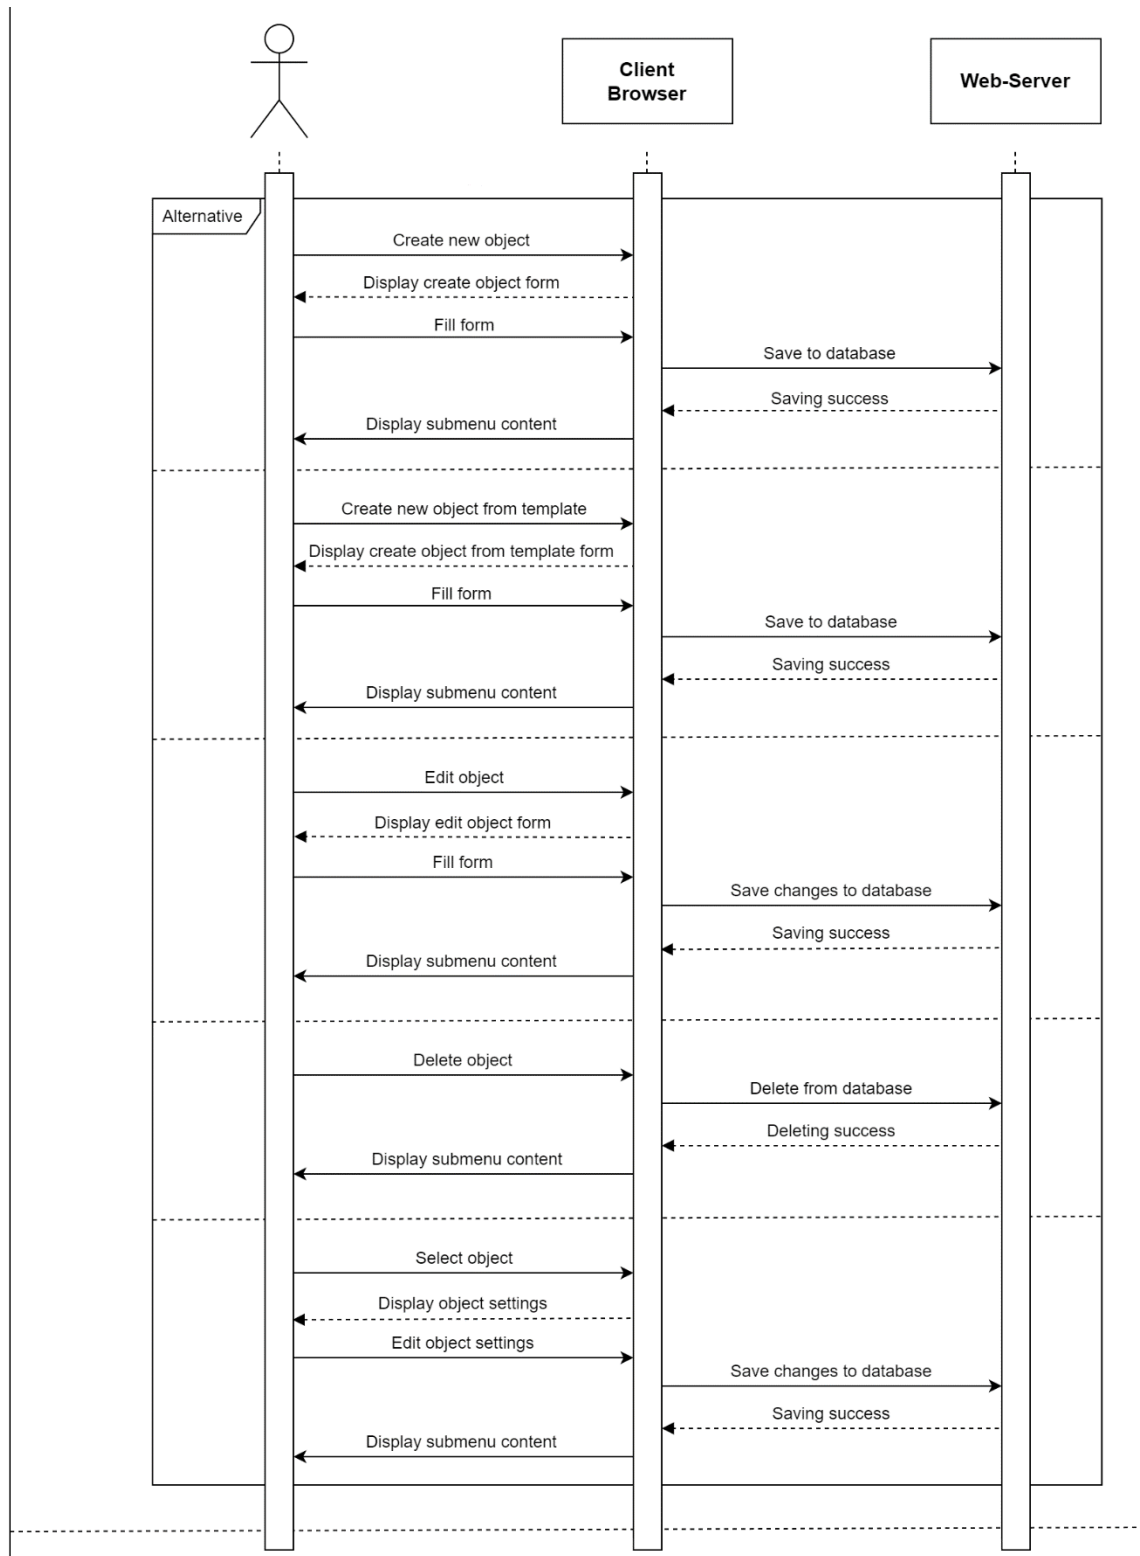 Client
Browser
Web-Server
Alternative
Create new object
Display create object form
Fill form
Save to database
Saving success
Display submenu content
Create new object from template
Display create object from template form
Fill form
Save to database
Saving success
Display submenu content
Edit object
Display edit object form
Fill form
Save changes to database
Saving success
Display submenu content
Delete object
Delete from database
Deleting success
Display submenu content
Select object
Display object settings
Edit object settings
Save changes to database
Saving success
Display submenu content